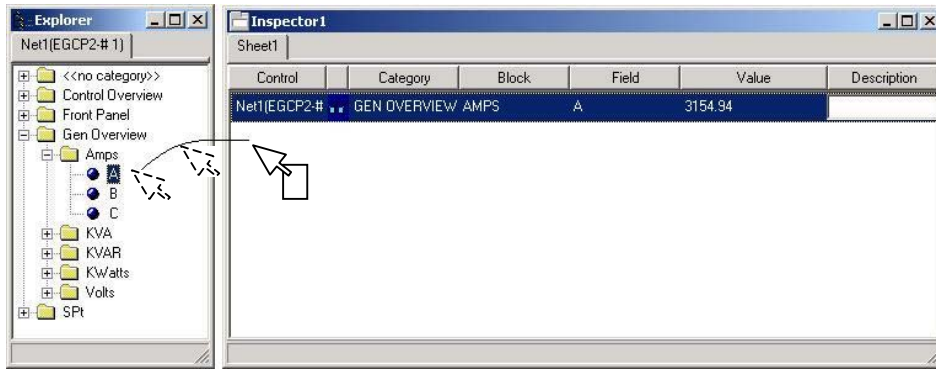 Explorer
Net1(EGCP2-# 1)
<<no category>>
Control Overview
Front Panel
Gen Overview
Amps
A
B
C
KVA
KVAR
KWatts
Volts
SPt
Inspector1
Sheet1
Control Category Block Field Value Description
Net1(EGCP2-# GEN OVERVIEW AMPS A 3154.94